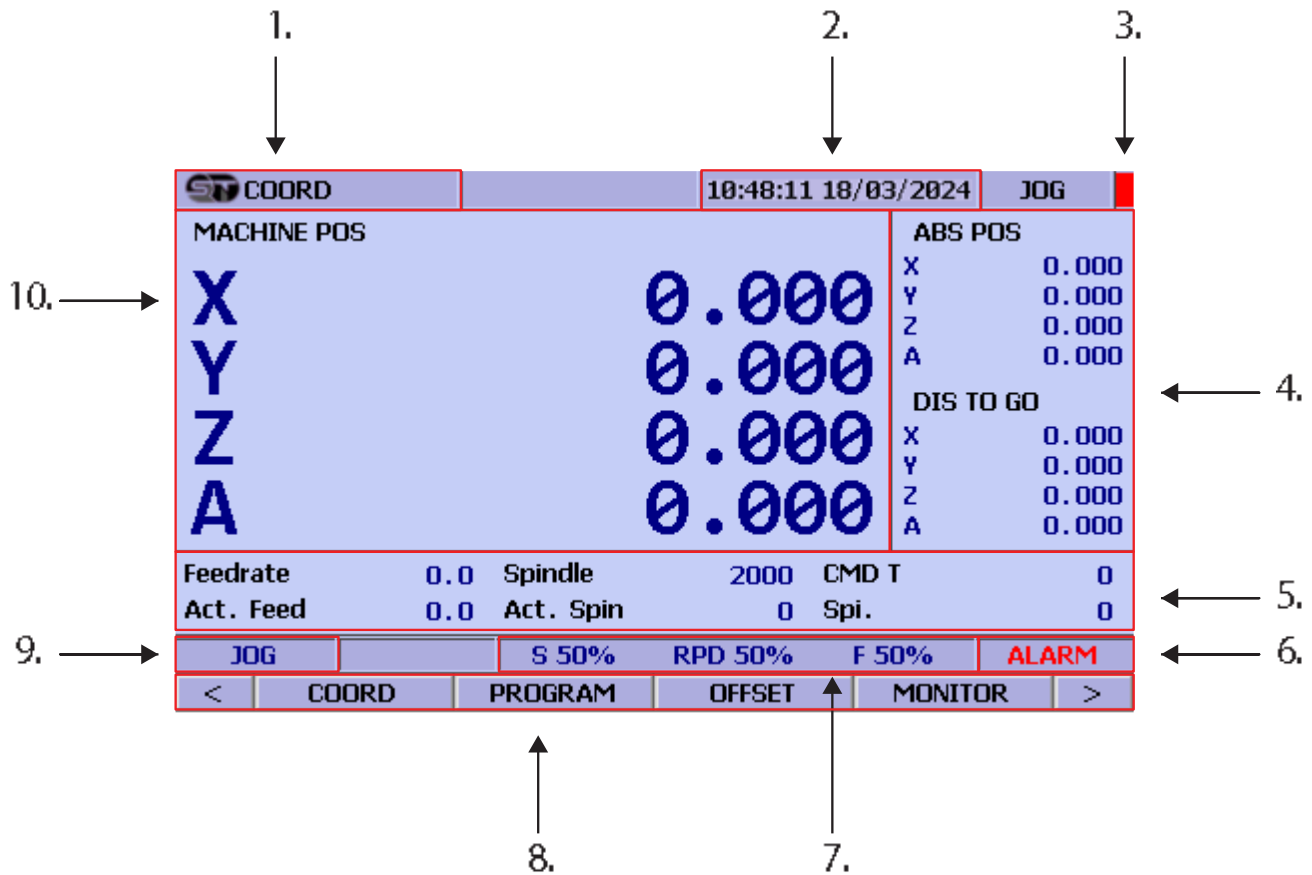 1. 2. 3.
SN COORD 10:48:11 18/03/2024 JOG
MACHINE POS
X 0.000
Y 0.000
Z 0.000
A 0.000
ABS POS
X 0.000
Y 0.000
Z 0.000
A 0.000
DIS TO GO
X 0.000
Y 0.000
Z 0.000
A 0.000
10.
4.
Feedrate 0.0 Spindle 2000 CMD T 0
Act. Feed 0.0 Act. Spin 0 Spi. 0
5.
9. JOG S 50% RPD 50% F 50% ALARM 6.
< COORD PROGRAM OFFSET MONITOR >
8. 7.